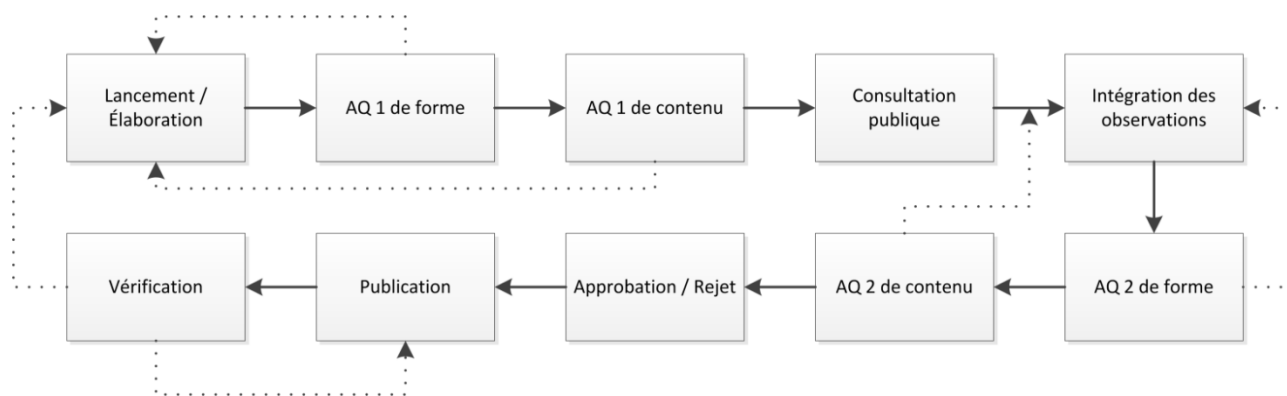 Lancement /
Élaboration
AQ 1 de forme
AQ 1 de contenu
Consultation
publique
Intégration des
observations
Vérification
Publication
Approbation / Rejet
AQ 2 de contenu
AQ 2 de forme